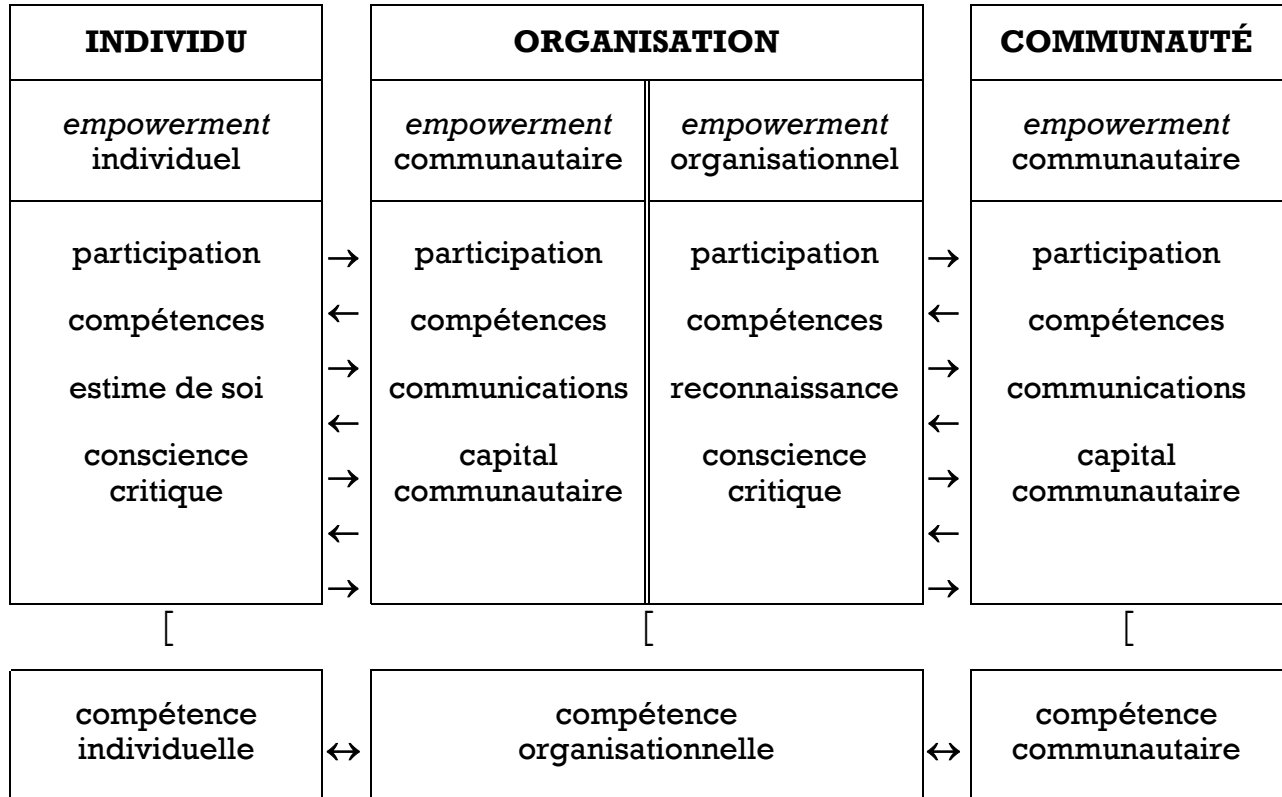 INDIVIDU
ORGANISATION
COMMUNAUTÉ
empowerment
individuel
empowerment
communautaire
empowerment
organisationnel
empowerment
communautaire
participation → participation participation → participation
compétences ← compétences compétences ← compétences
estime de soi → communications reconnaissance → communications
← ←
conscience capital conscience capital
critique → communautaire critique → communautaire
← ←
→ →
[ [ [
compétence
individuelle
↔
compétence
organisationnelle
↔
compétence
communautaire